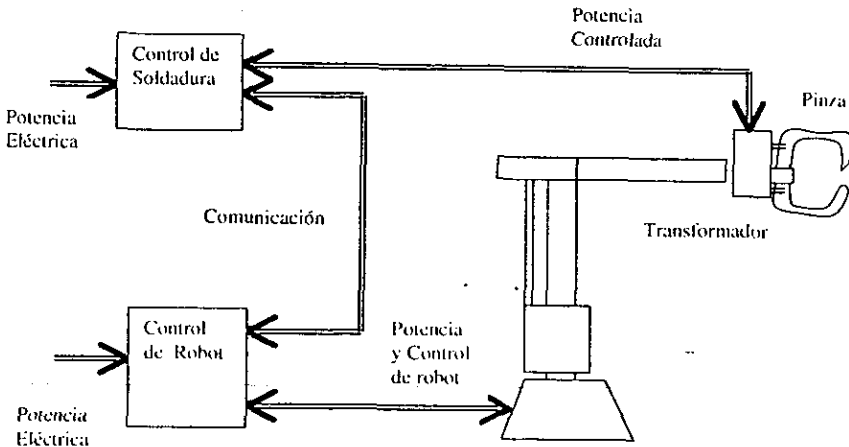 Potencia
Controlada
Control de
Soldadura
Pinza
Potencia
Eléctrica
Comunicación
Transformador
Control
de Robot
Potencia
y Control
de robot
Potencia
Eléctrica